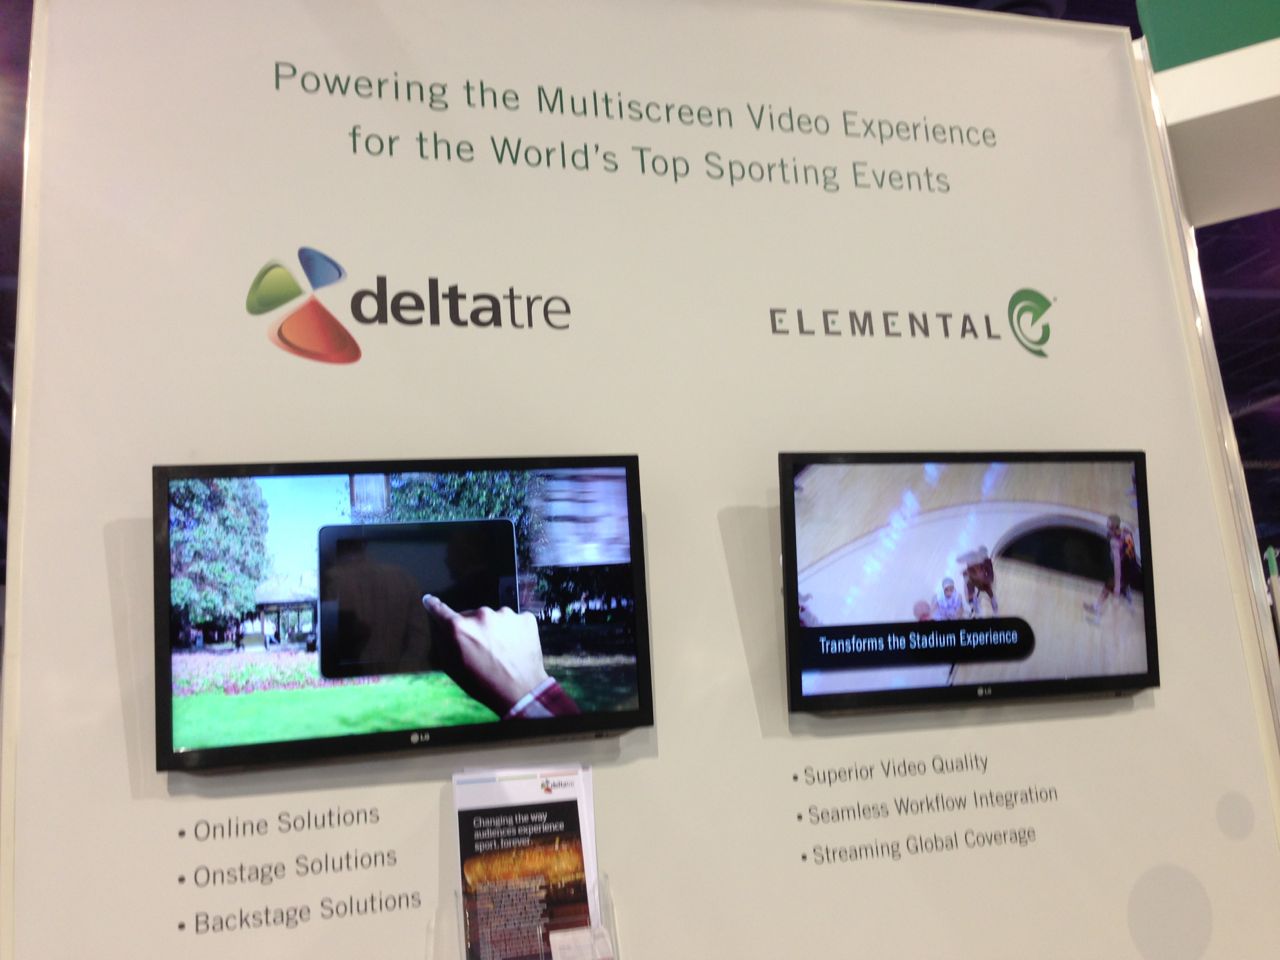 Powering the Multiscreen Video Experience
for the World's Top Sporting Events
deltatre
ELEMENTAL
Transforms the Stadium Experience
LG
LG
• Online Solutions
• Onstage Solutions
• Backstage Solutions
deltatre
Changing the way
audiences experience
sport, forever.
• Superior Video Quality
• Seamless Workflow Integration
• Streaming Global Coverage